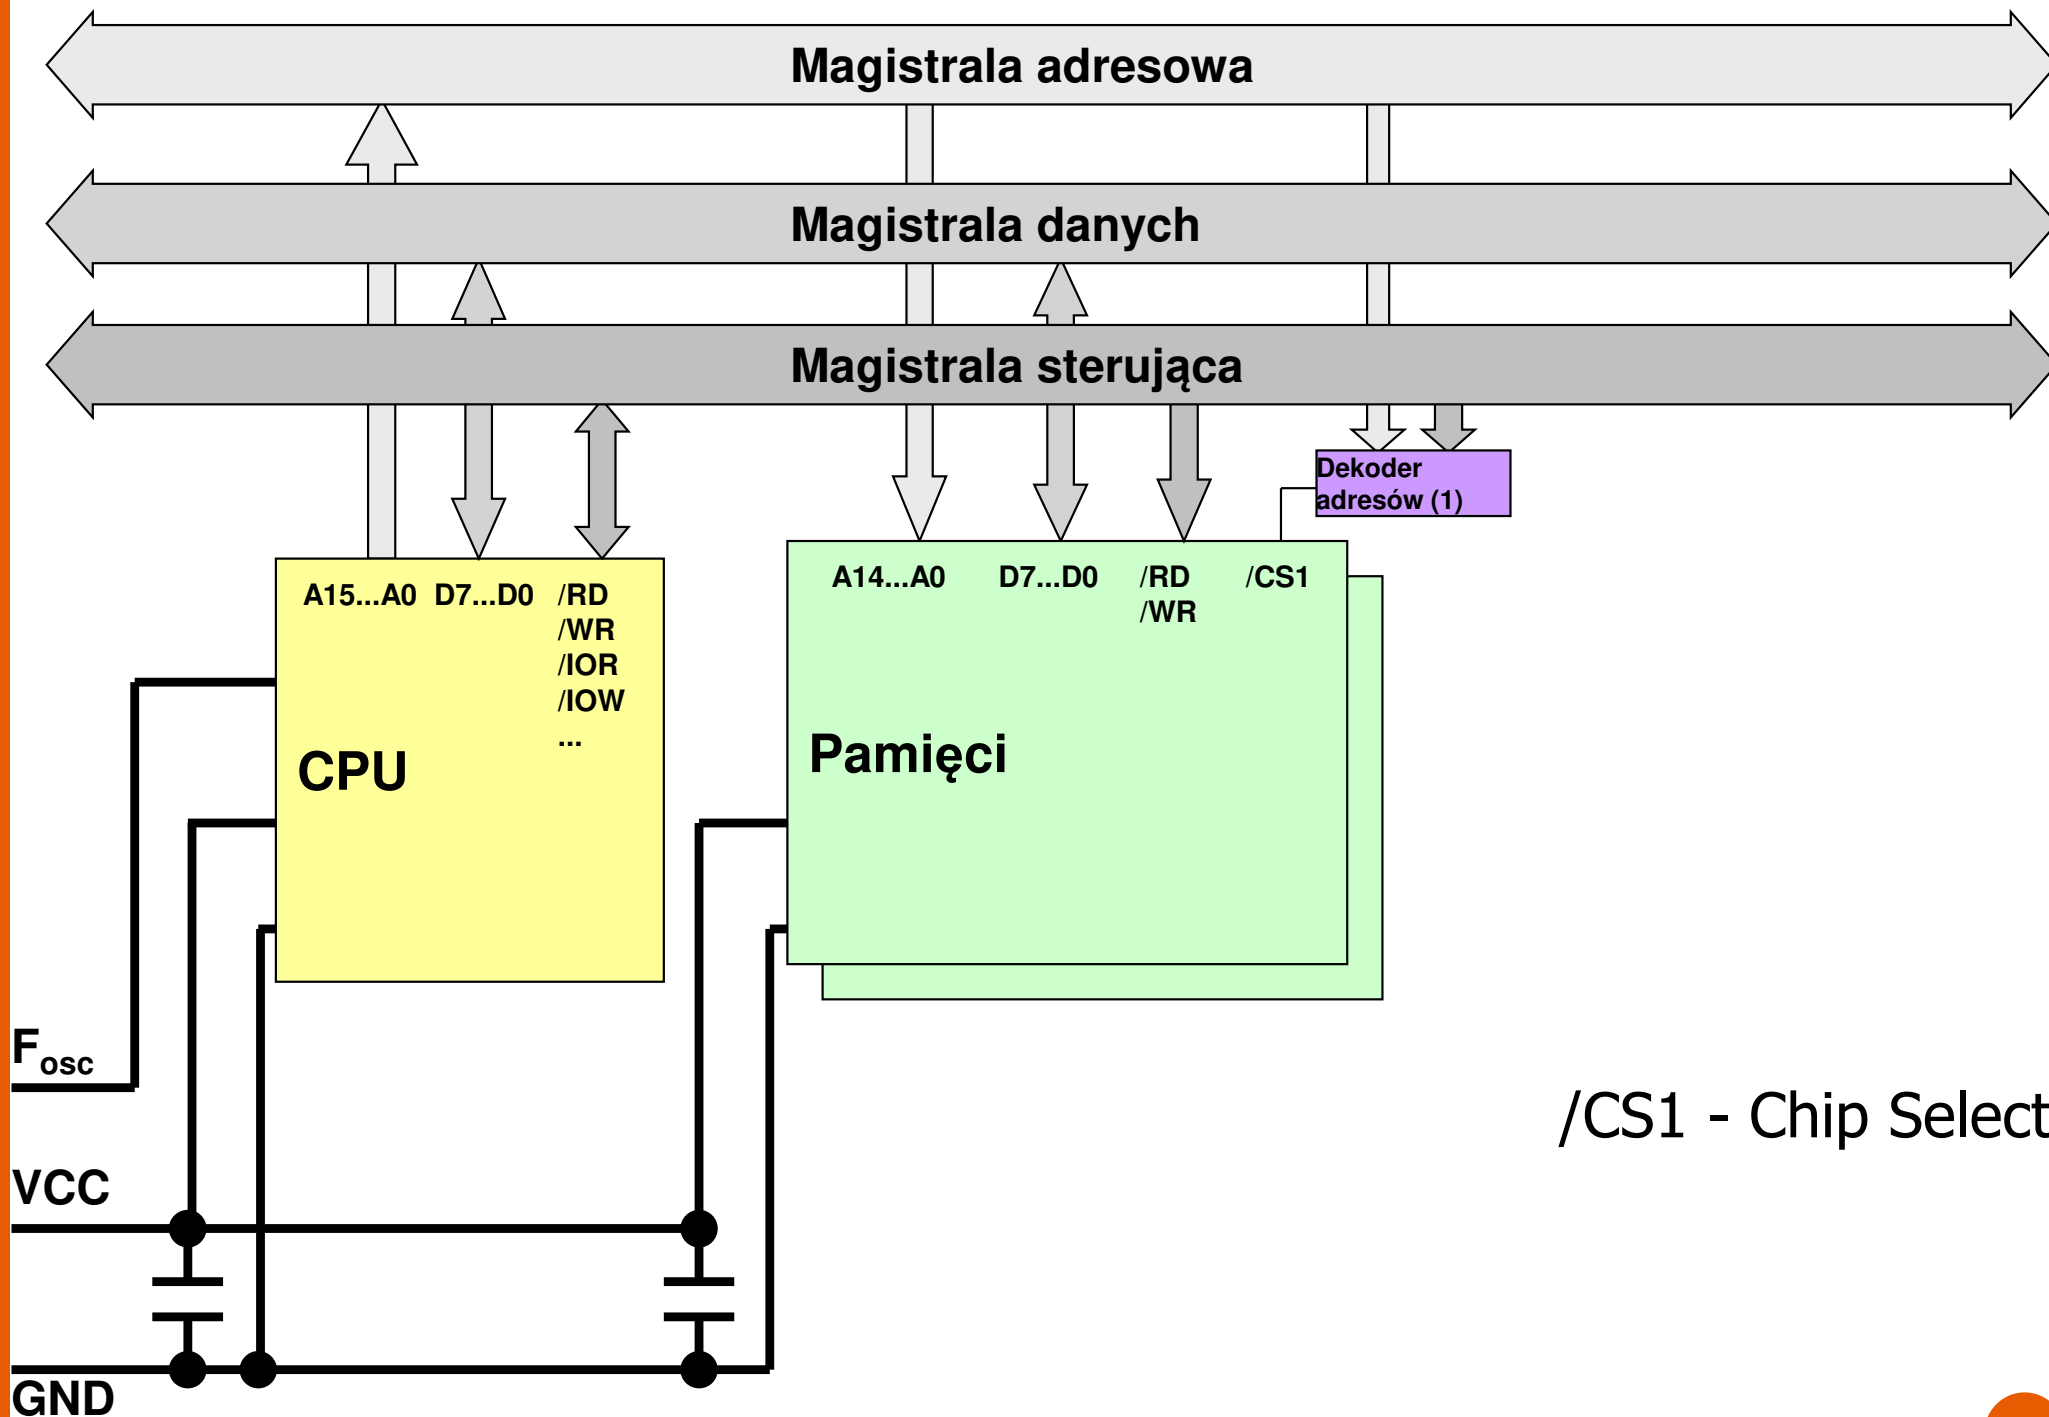 Magistrala adresowa
Magistrala danych
Magistrala sterująca
Dekoder
adresów (1)
A15...A0 D7...D0 /RD
/WR
/IOR
/IOW
...
CPU
A14...A0 D7...D0 /RD /CS1
/WR
Pamięci
Fosc
/CS1 - Chip Select
VCC
GND